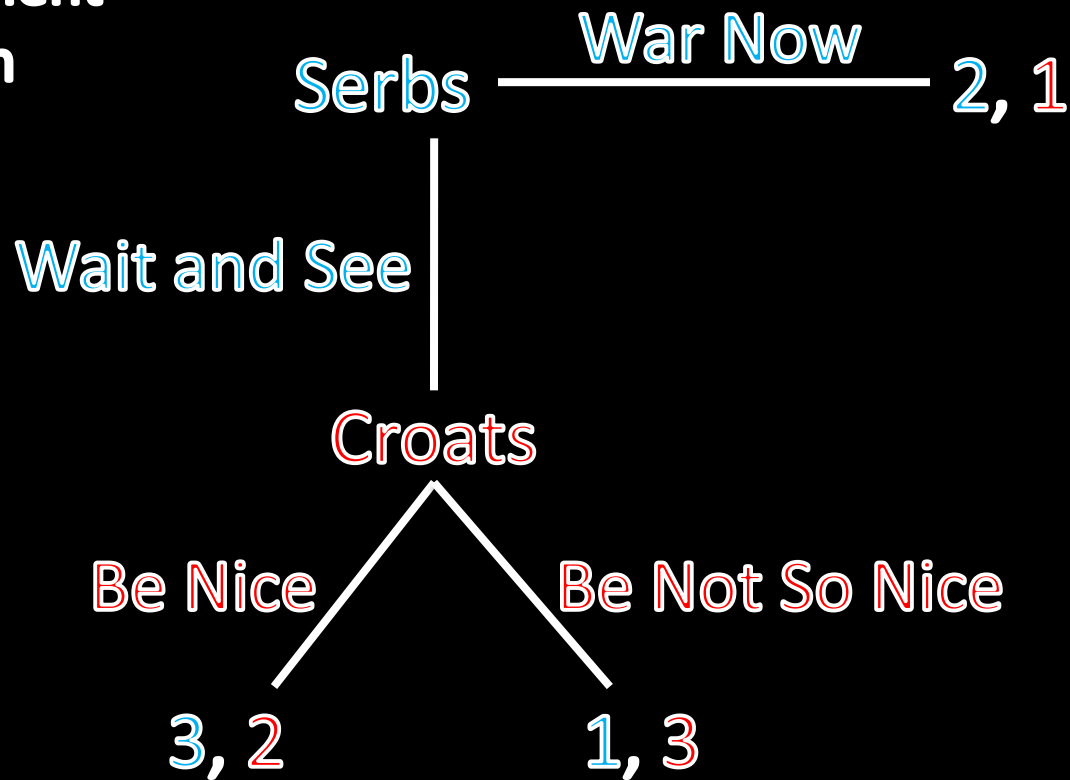 War Now
Serbs
2, 1
Wait and See
Croats
Be Nice
Be Not So Nice
3, 2
1, 3